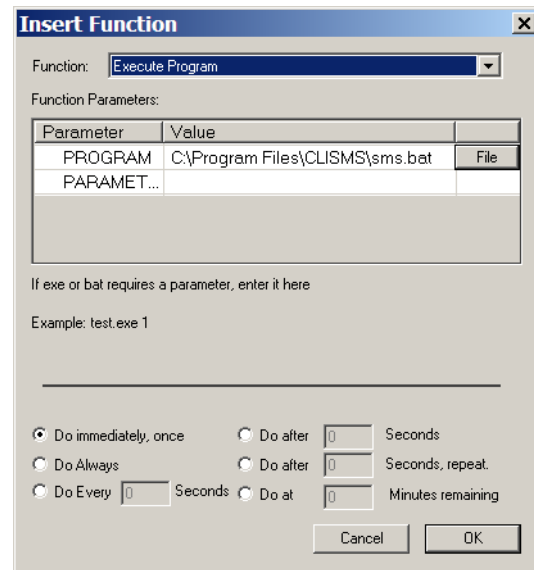 Insert Function
Function: Execute Program
Function Parameters:
Parameter Value
PROGRAM C:\Program Files\CLISMS\sms.bat File
PARAMET...
If exe or bat requires a parameter, enter it here
Example: test.exe 1
Do immediately, once Do after 0 Seconds
Do Always Do after 0 Seconds, repeat.
Do Every 0 Seconds Do at 0 Minutes remaining
Cancel OK